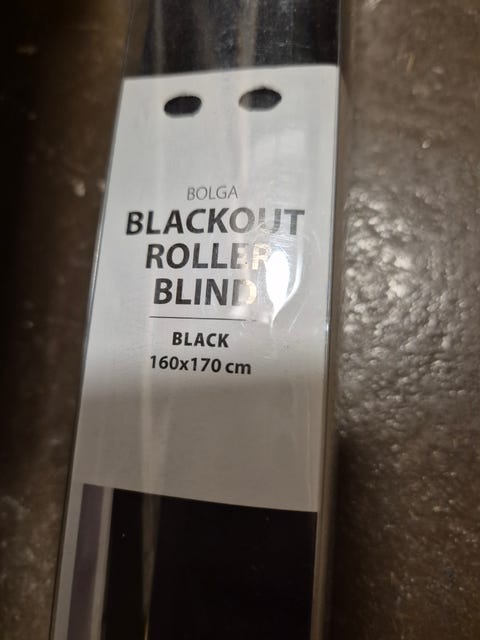 BOLGA
BLACKOUT
ROLLER
BLIND
BLACK
160x170 cm